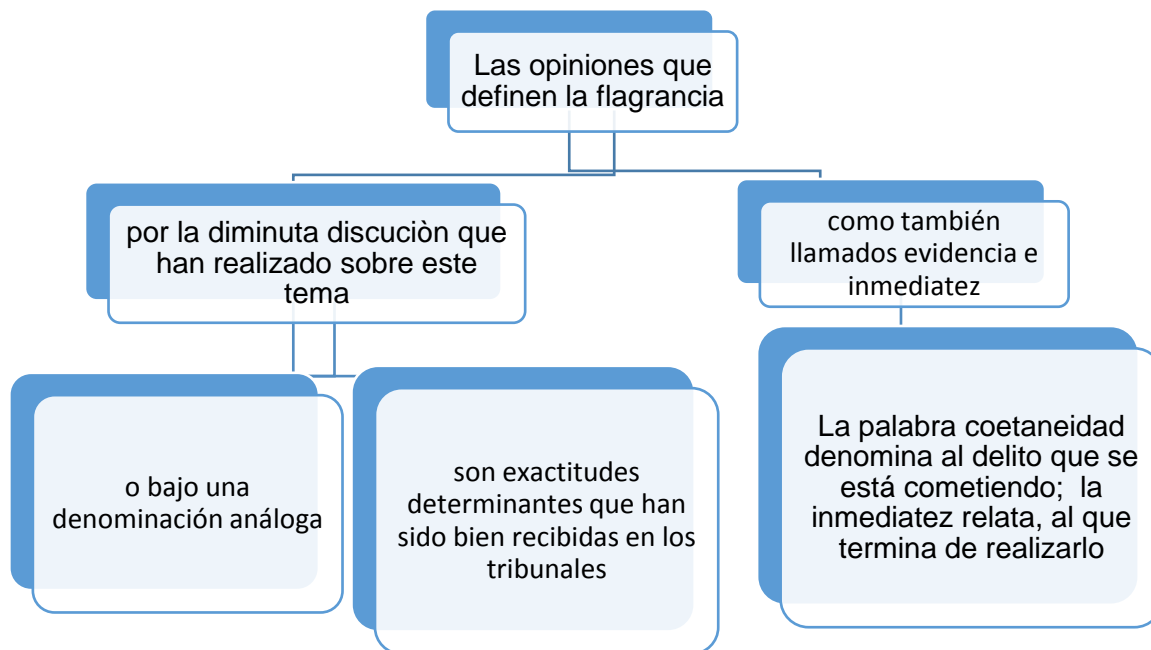 Las opiniones que
definen la flagrancia
por la diminuta discuciòn que
han realizado sobre este
tema
como también
llamados evidencia e
inmediatez
o bajo una
denominación análoga
son exactitudes
determinantes que han
sido bien recibidas en los
tribunales
La palabra coetaneidad
denomina al delito que se
está cometiendo; la
inmediatez relata, al que
termina de realizarlo